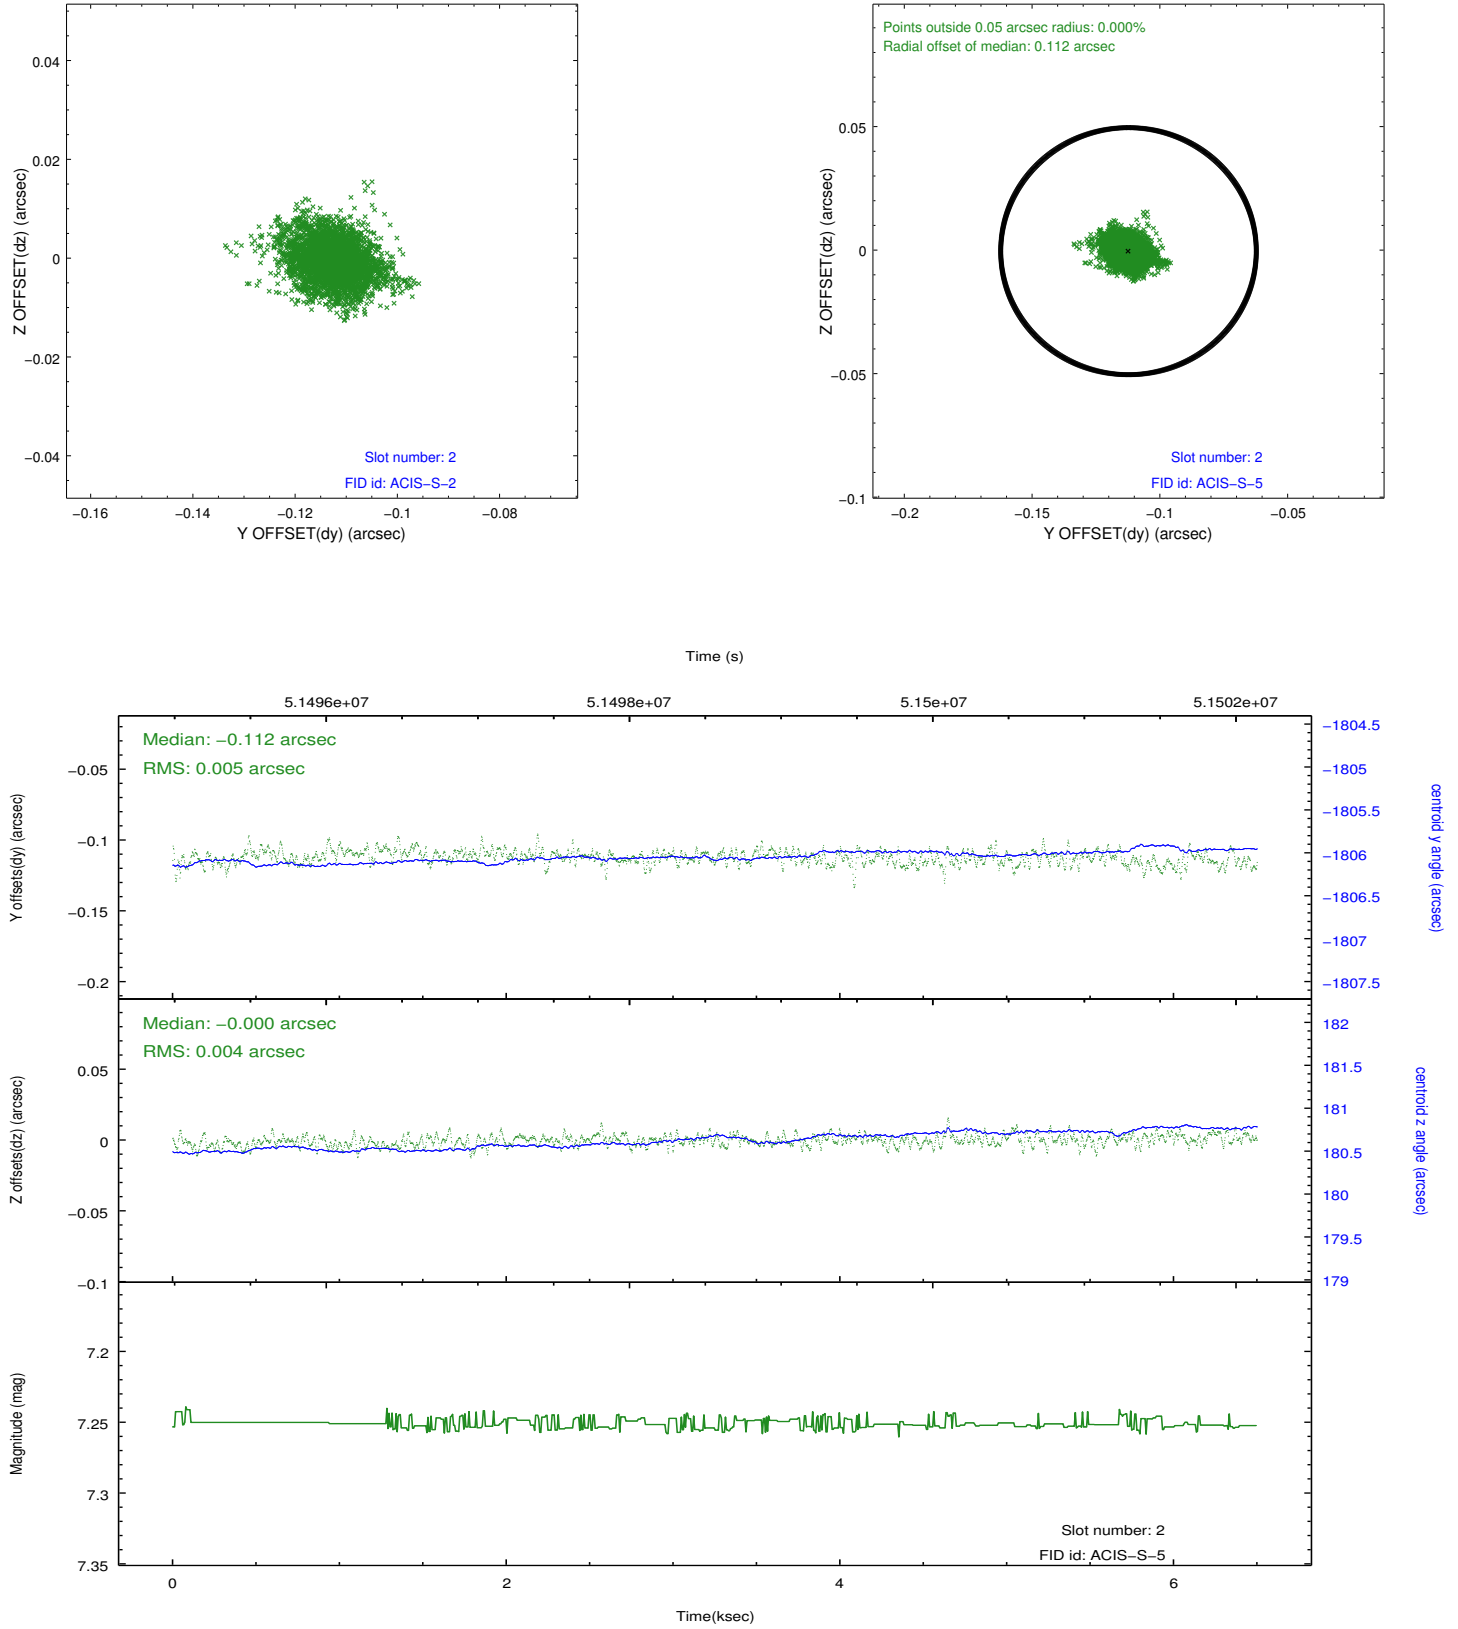 0.04
0.02
0
−0.02
−0.04
Z OFFSET(dz) (arcsec)
Slot number: 2
FID id: ACIS−S−2
−0.16
−0.14
−0.12
−0.1
−0.08
Y OFFSET(dy) (arcsec)
Points outside 0.05 arcsec radius: 0.000%
Radial offset of median: 0.112 arcsec
0.05
0
−0.05
−0.1
Z OFFSET(dz) (arcsec)
Slot number: 2
FID id: ACIS−S−5
−0.2
−0.15
−0.1
−0.05
Y OFFSET(dy) (arcsec)
Time (s)
5.1496e+07
5.1498e+07
5.15e+07
5.1502e+07
Median: −0.112 arcsec
RMS: 0.005 arcsec
−0.05
−0.1
−0.15
−0.2
Y offsets(dy) (arcsec)
−1804.5
−1805
−1805.5
−1806
−1806.5
−1807
−1807.5
centroid y angle (arcsec)
Median: −0.000 arcsec
RMS: 0.004 arcsec
0.05
0
−0.05
−0.1
Z offsets(dz) (arcsec)
182
181.5
181
180.5
180
179.5
179
centroid z angle (arcsec)
7.2
7.25
7.3
7.35
Magnitude (mag)
Slot number: 2
FID id: ACIS−S−5
0
2
4
6
Time(ksec)